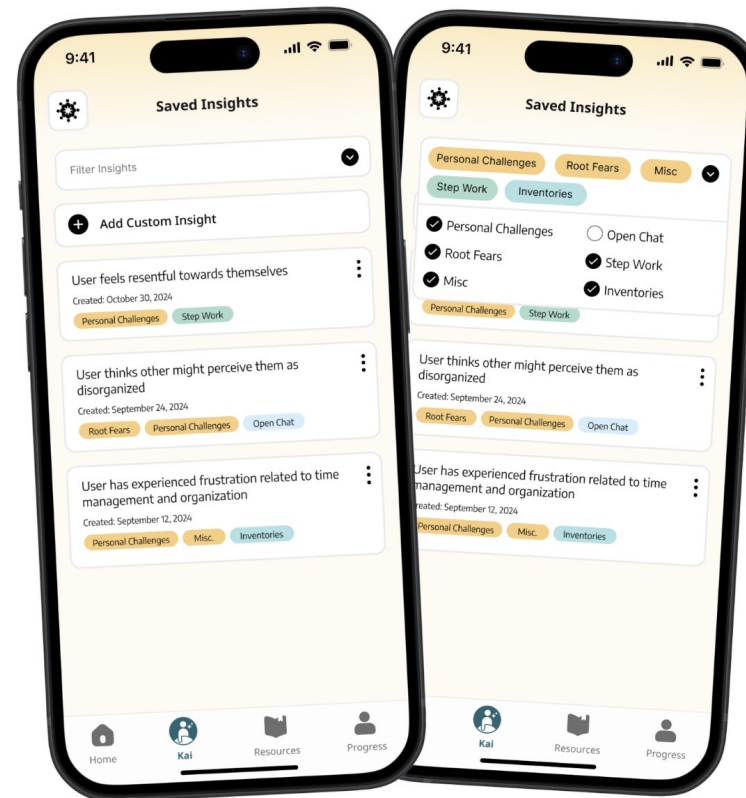 9:41
Saved Insights
Filter Insights
Add Custom Insight
User feels resentful towards themselves
Created: October 30, 2024
Personal Challenges Step Work
User thinks other might perceive them as
disorganized
Created: September 24, 2024
Root Fears Personal Challenges Open Chat
User has experienced frustration related to time
management and organization
Created: September 12, 2024
Personal Challenges Misc. Inventories
Home Kai Resources Progress
9:41
Saved Insights
Personal Challenges Root Fears Misc
Step Work Inventories
Personal Challenges Open Chat
Root Fears Step Work
Misc Inventories
Personal Challenges Step Work
User thinks other might perceive them as
disorganized
Created: September 24, 2024
Root Fears Personal Challenges Open Chat
User has experienced frustration related to time
management and organization
reated: September 12, 2024
Personal Challenges Misc. Inventories
Kai Resources Progress